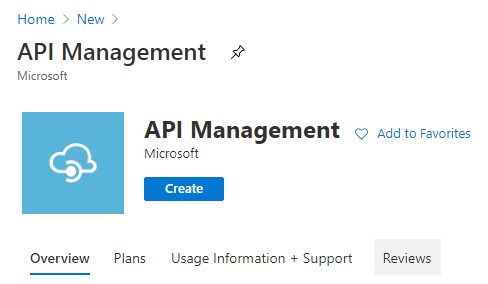 Home > New >
API Management
Microsoft
API Management
Add to Favorites
Microsoft
Create
Overview Plans Usage Information + Support Reviews